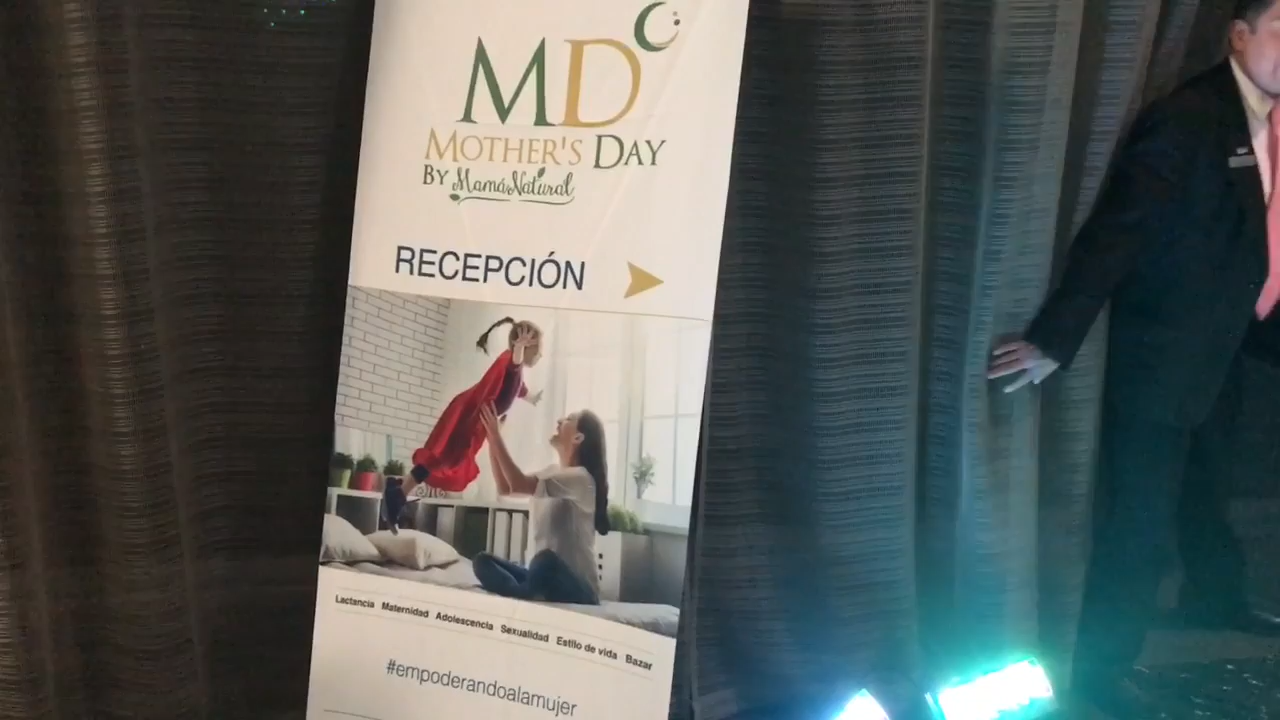 MD
MOTHER'S DAY
BY MamáNatural
RECEPCIÓN
Lactancia Maternidad Adolescencia Sexualidad Estilo de vida Bazar
#empoderandoalamujer